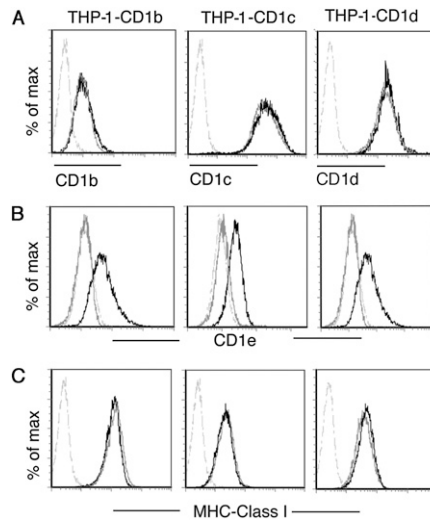 A
THP-1-CD1b THP-1-CD1c THP-1-CD1d
% of max
CD1b CD1c CD1d
B
% of max
CD1e
C
% of max
MHC-Class I